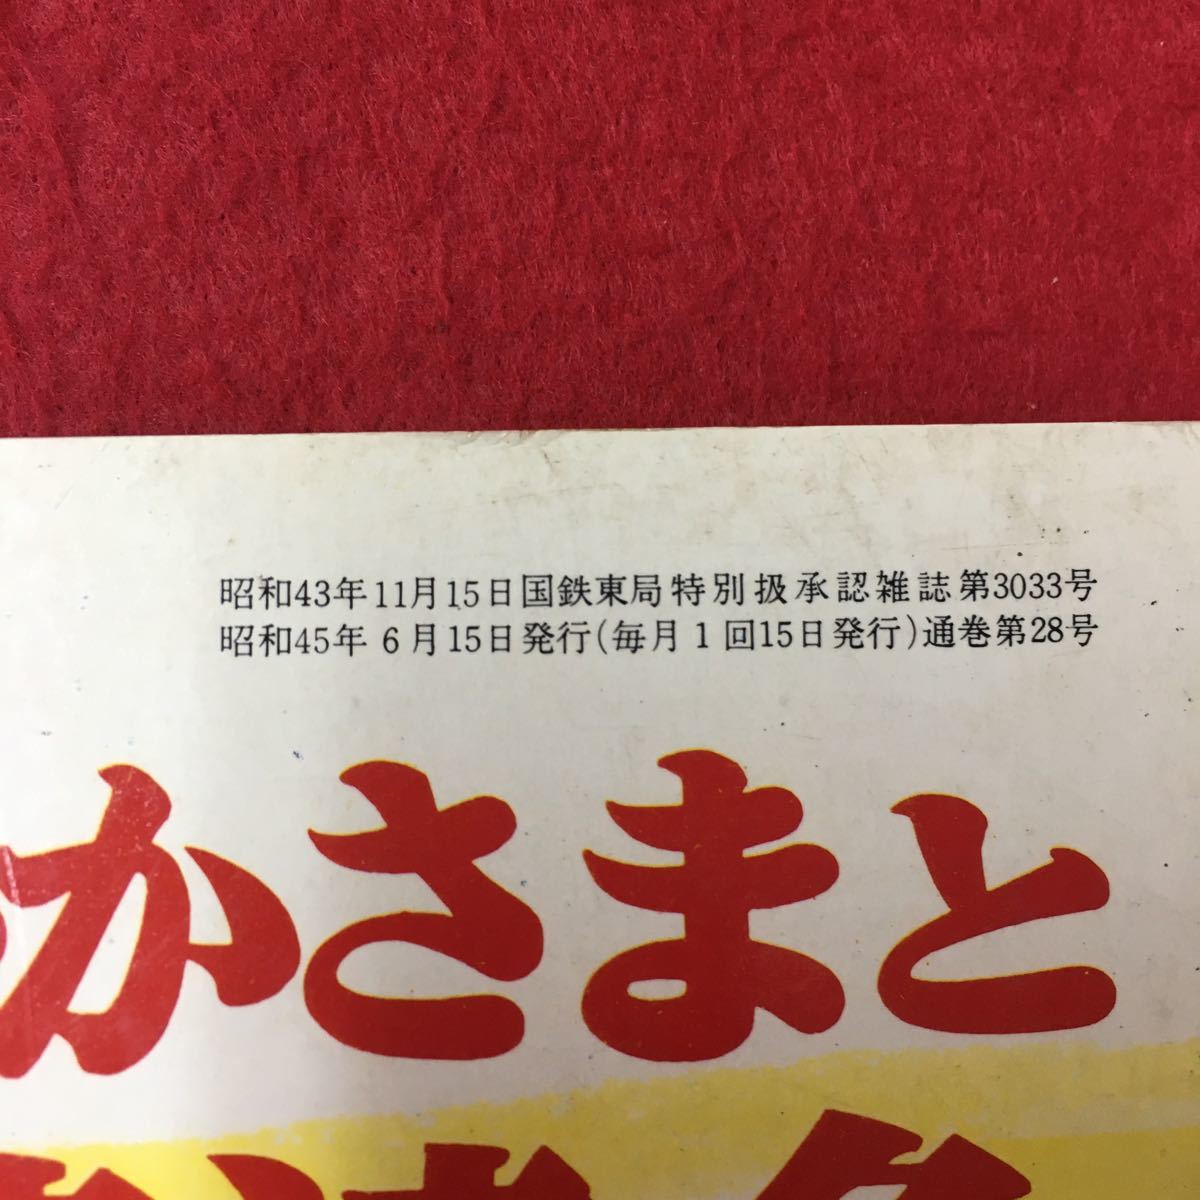 昭和43年11月15日国鉄東局特別扱承認雑誌第3033号
昭和45年 6月15日発行(毎月1回15日発行)通巻第28号
かさまと